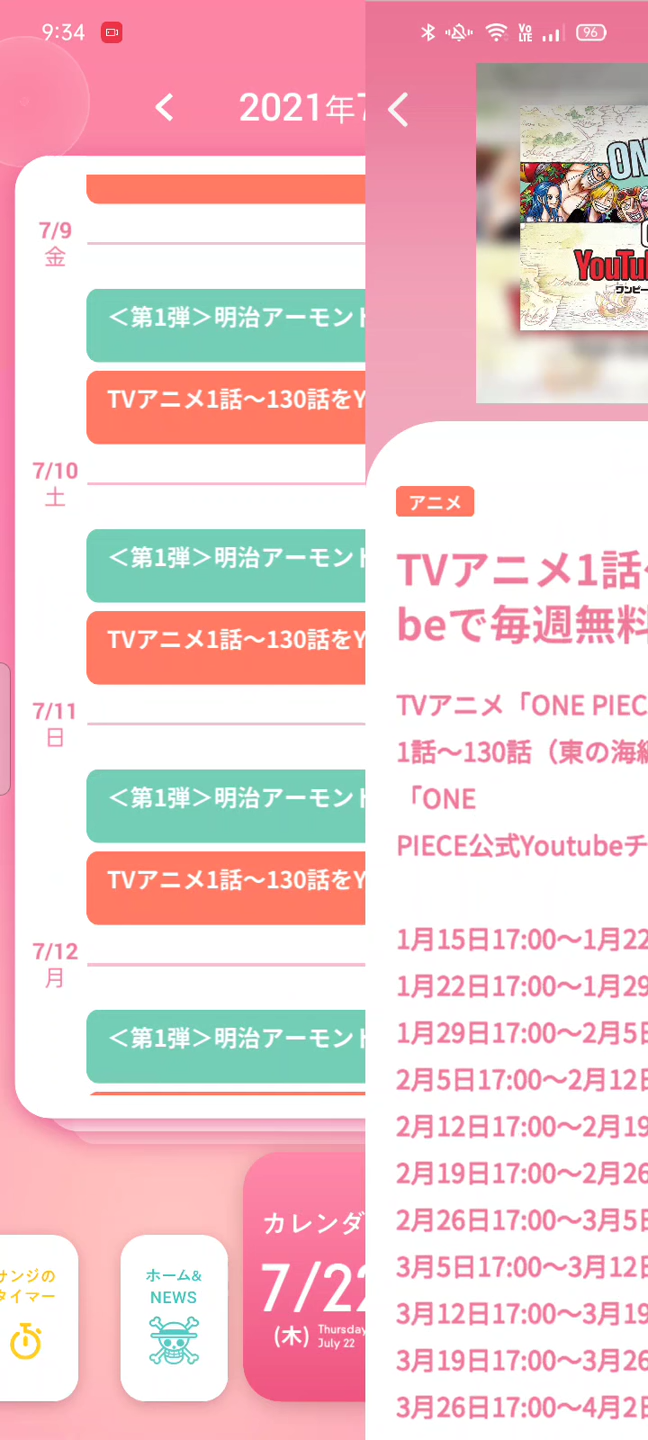 9:34
2021年7
7/9
金
＜第1弾＞明治アーモンド
TVアニメ1話〜130話をY
7/10
土
＜第1弾＞明治アーモンド
TVアニメ1話〜130話をY
7/11
日
＜第1弾＞明治アーモンド
TVアニメ1話〜130話をY
7/12
月
＜第1弾＞明治アーモンド
サンジの
タイマー
ホーム&
NEWS
カレンダ
7/22
(木)
Thursday
July 22
Vo
LTE
96
ON
YouTu
ワンピー
アニメ
TVアニメ1話〜
beで毎週無料
TVアニメ「ONE PIEC
1話〜130話（東の海編
「ONE
PIECE公式Youtubeチ
1月15日17:00〜1月22
1月22日17:00〜1月29
1月29日17:00〜2月5日
2月5日17:00〜2月12日
2月12日17:00〜2月19
2月19日17:00〜2月26
2月26日17:00〜3月5日
3月5日17:00〜3月12日
3月12日17:00〜3月19
3月19日17:00〜3月26
3月26日17:00〜4月2日